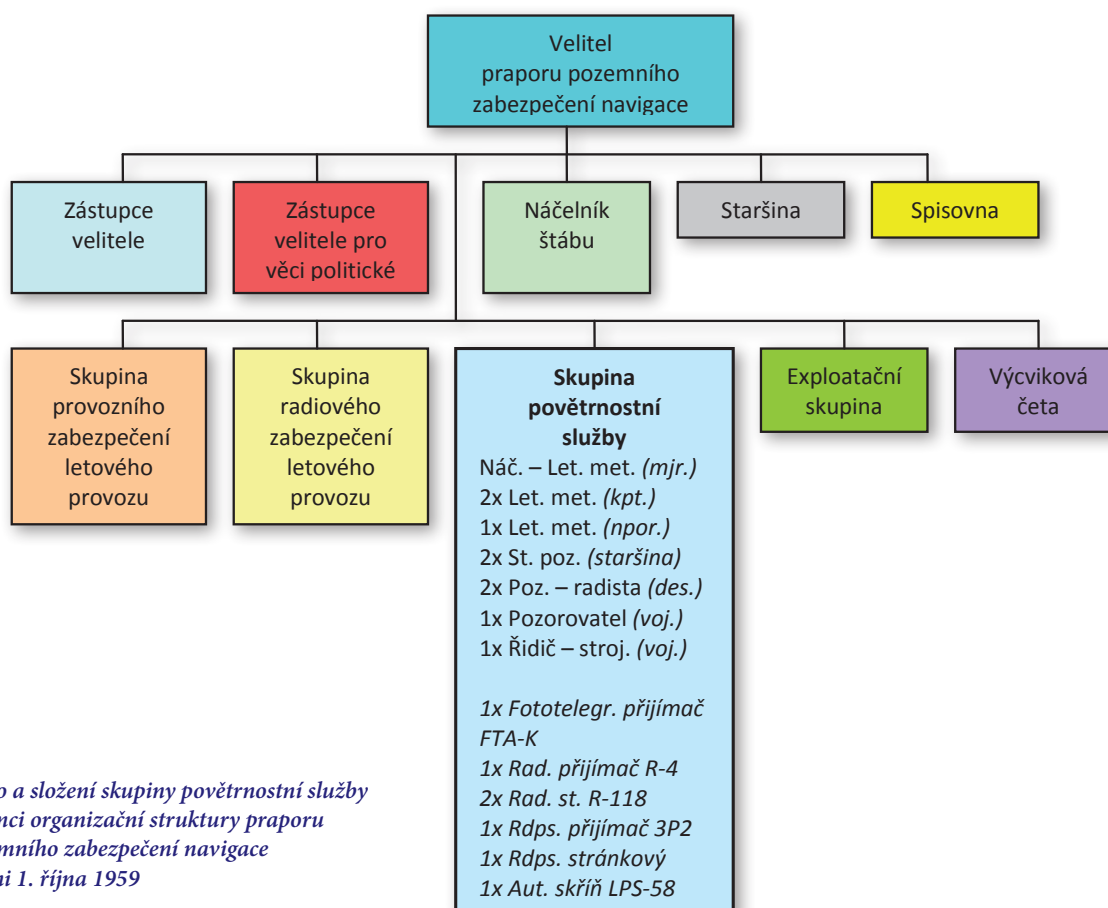 Velitel
praporu pozemního
zabezpečení navigace
Zástupce
velitele
Zástupce
velitele pro
věci politické
Náčelník
štábu
Staršina
Spisovna
Skupina
provozního
zabezpečení
letového
provozu
Skupina
radiového
zabezpečení
letového
provozu
Skupina
povětrnostní
služby
Náč. – Let. met. (mjr.)
2x Let. met. (kpt.)
1x Let. met. (npor.)
2x St. poz. (staršina)
2x Poz. – radista (des.)
1x Pozorovatel (voj.)
1x Řidič – stroj. (voj.)
1x Fototelegr. přijímač
FTA-K
1x Rad. přijímač R-4
2x Rad. st. R-118
1x Rdps. přijímač 3P2
1x Rdps. stránkový
1x Aut. skříň LPS-58
Exploatační
skupina
Výcviková
četa
a složení skupiny povětrnostní služby
organizační struktury praporu
zabezpečení navigace
1. října 1959